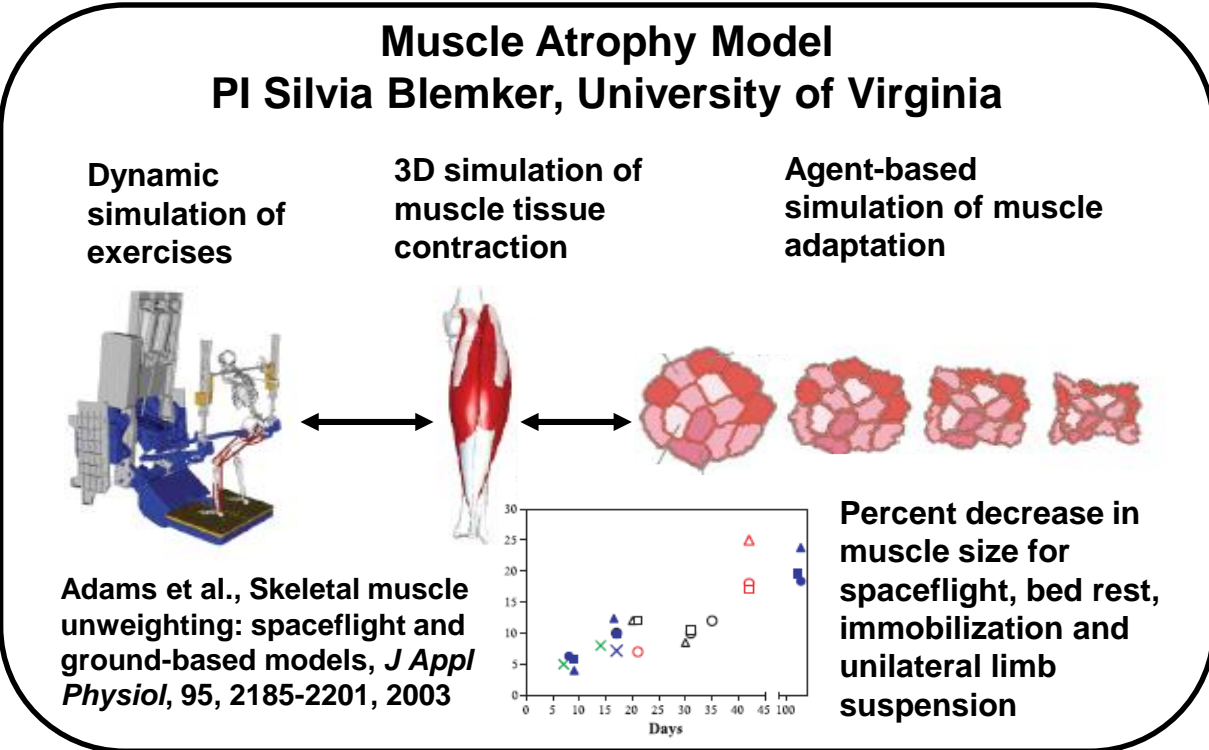 Muscle Atrophy Model
PI Silvia Blemker, University of Virginia
Dynamic
simulation of
exercises
3D simulation of
muscle tissue
contraction
Agent-based
simulation of muscle
adaptation
Adams et al., Skeletal muscle
unweighting: spaceflight and
ground-based models, J Appl
Physiol, 95, 2185-2201, 2003
30
25
20
15
10
5
0
0 5 10 15 20 25 30 35 40 45 100
Days
Percent decrease in
muscle size for
spaceflight, bed rest,
immobilization and
unilateral limb
suspension